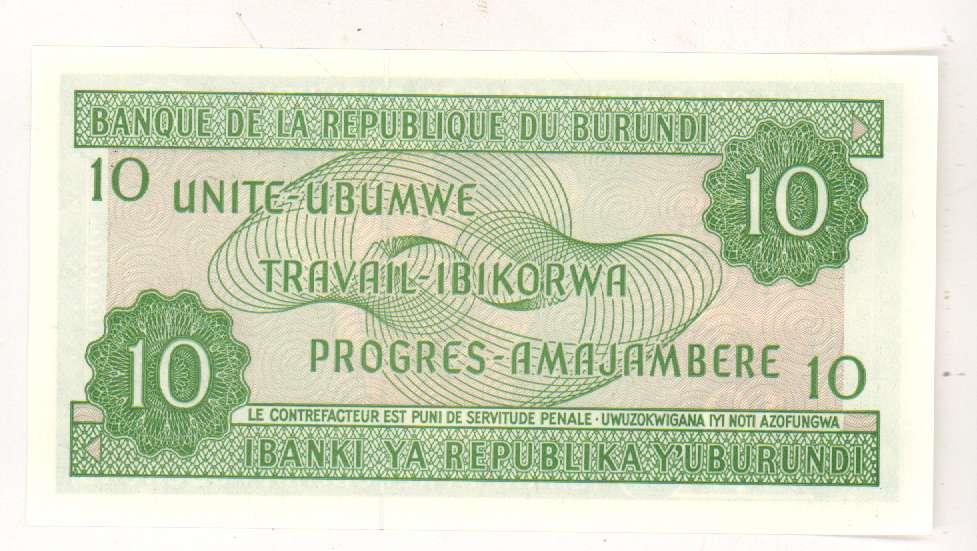 BANQUE DE LA REPUBLIQUE DU BURUNDI
10
10
UNITE-UBUMWE
TRAVAIL-IBIKORWA
PROGRES-AMAJAMBERE
10
10
LE CONTREFACTEUR EST PUNI DE SERVITUDE PENALE · UWUZOKWIGANA IYI NOTI AZOFUNGWA
IBANKI YA REPUBLIKA Y'UBURUNDI